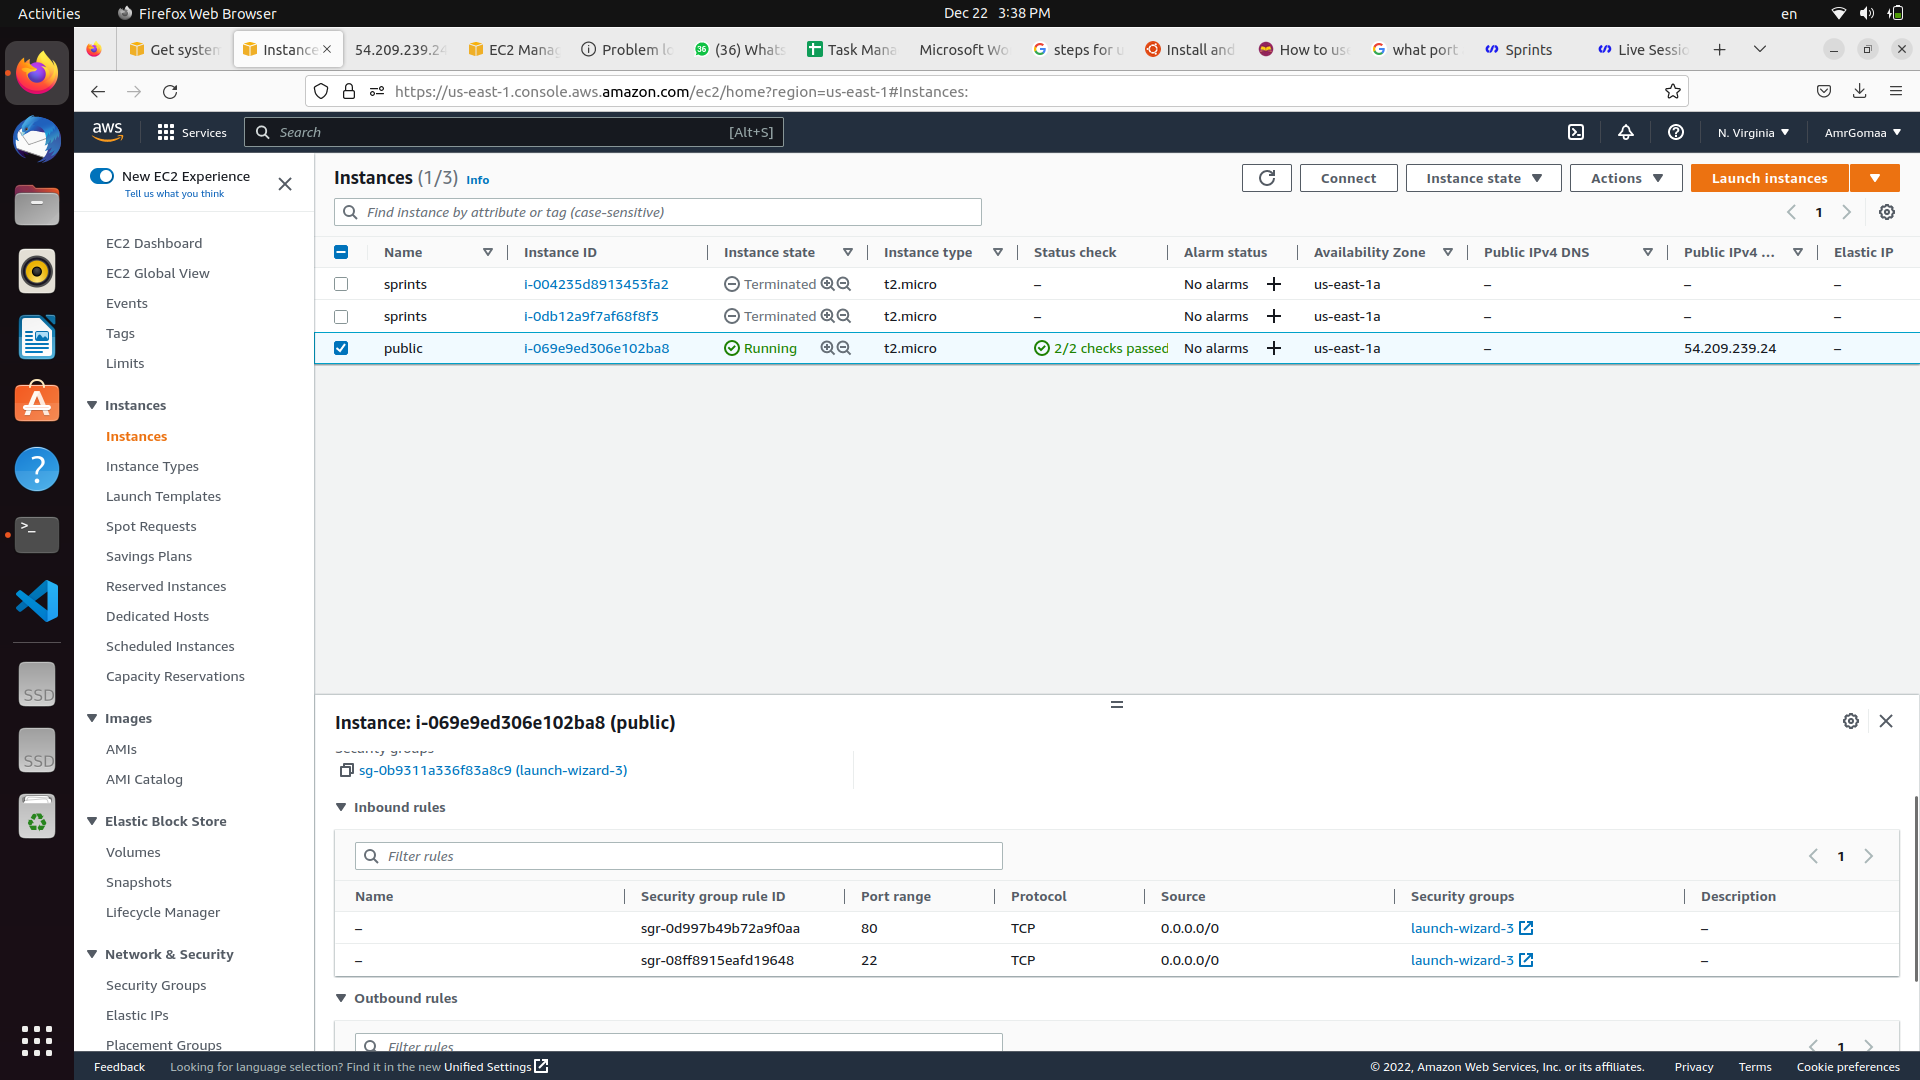 Activities Firefox Web Browser Dec 22 3:38 PM en
Get system Instance 54.209.239.24 EC2 Mana Problem lo (36) Whats Task Mana Microsoft Wo steps for u Install and How to use what port Sprints Live Sessio
https://us-east-1.console.aws.amazon.com/ec2/home?region=us-east-1#Instances:
aws Services Search [Alt+S] N. Virginia AmrGomaa
New EC2 Experience
Tell us what you think
EC2 Dashboard
EC2 Global View
Events
Tags
Limits
Instances
Instances
Instance Types
Launch Templates
Spot Requests
Savings Plans
Reserved Instances
Dedicated Hosts
Scheduled Instances
Capacity Reservations
Images
AMIs
AMI Catalog
Elastic Block Store
Volumes
Snapshots
Lifecycle Manager
Network & Security
Security Groups
Elastic IPs
Placement Groups
Instances (1/3) Info Connect Instance state Actions Launch instances
Find instance by attribute or tag (case-sensitive) 1
Name Instance ID Instance state Instance type Status check Alarm status Availability Zone Public IPv4 DNS Public IPv4 ... Elastic IP
sprints i-004235d8913453fa2 Terminated t2.micro – No alarms us-east-1a – – –
sprints i-0db12a9f7af68f8f3 Terminated t2.micro – No alarms us-east-1a – – –
public i-069e9ed306e102ba8 Running t2.micro 2/2 checks passed No alarms us-east-1a – 54.209.239.24 –
Instance: i-069e9ed306e102ba8 (public)
Security groups
sg-0b9311a336f83a8c9 (launch-wizard-3)
Inbound rules
Filter rules 1
Name Security group rule ID Port range Protocol Source Security groups Description
– sgr-0d997b49b72a9f0aa 80 TCP 0.0.0.0/0 launch-wizard-3 –
– sgr-08ff8915eafd19648 22 TCP 0.0.0.0/0 launch-wizard-3 –
Outbound rules
Filter rules 1
SSD
SSD
Feedback Looking for language selection? Find it in the new Unified Settings © 2022, Amazon Web Services, Inc. or its affiliates. Privacy Terms Cookie preferences